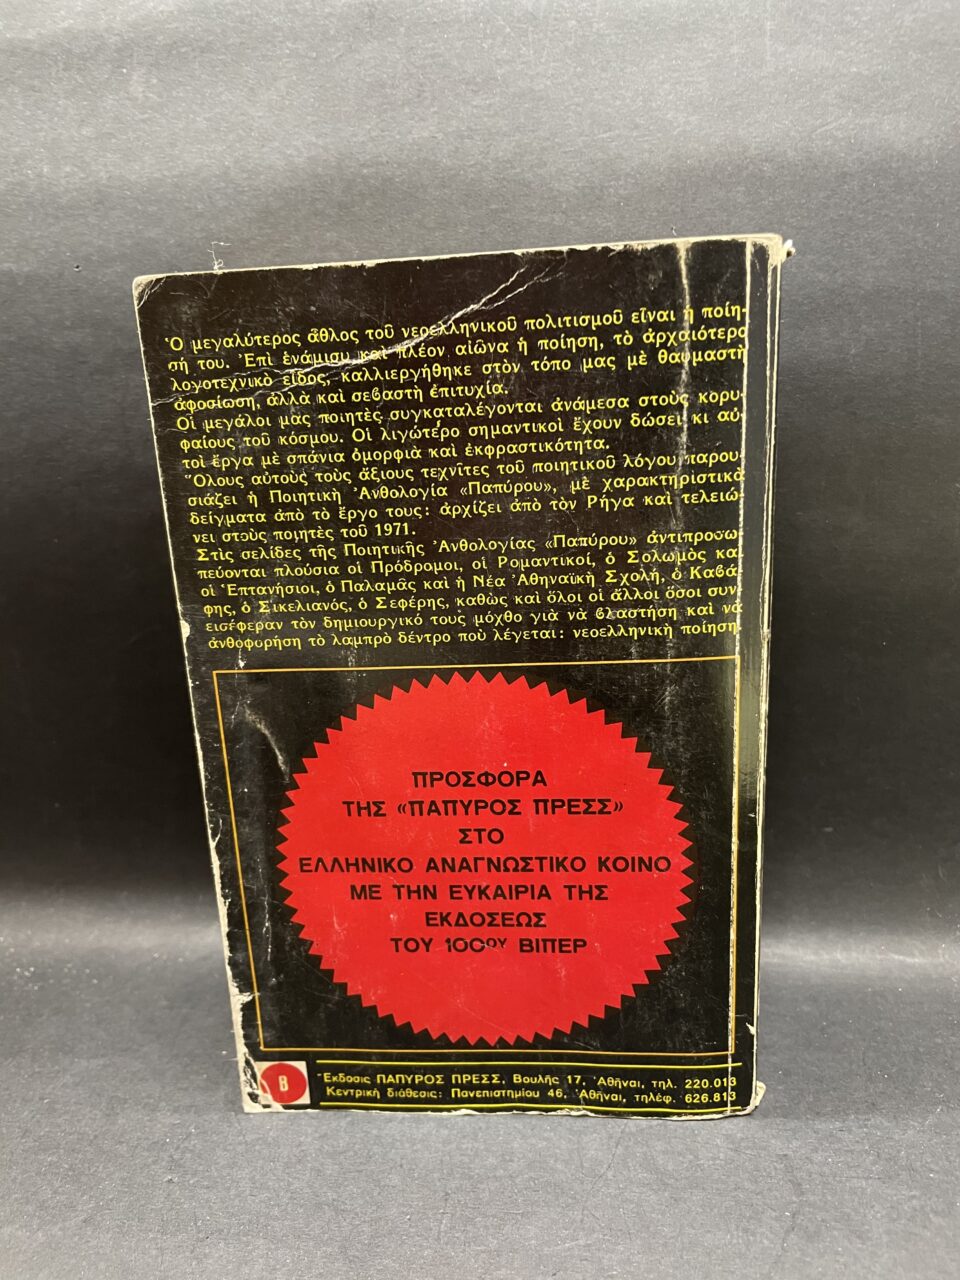 Ὁ μεγαλύτερος ἆθλος τοῦ νεοελληνικοῦ πολιτισμοῦ εἶναι ἡ ποίη-
σή του. Ἐπὶ ἑνάμισυ καὶ πλέον αἰῶνα ἡ ποίηση, τὸ ἀρχαιότερο
λογοτεχνικὸ εἶδος, καλλιεργήθηκε στὸν τόπο μας μὲ θαυμαστὴ
ἀφοσίωση, ἀλλὰ καὶ σεβαστὴ ἐπιτυχία.
Οἱ μεγάλοι μας ποιητὲς συγκαταλέγονται ἀνάμεσα στοὺς κορυ-
φαίους τοῦ κόσμου. Οἱ λιγώτερο σημαντικοὶ ἔχουν δώσει κι αὐ-
τοὶ ἔργα μὲ σπάνια ὀμορφιὰ καὶ ἐκφραστικότητα.
Ὅλους αὐτοὺς τοὺς ἄξιους τεχνῖτες τοῦ ποιητικοῦ λόγου παρου-
σιάζει ἡ Ποιητικὴ Ἀνθολογία «Παπύρου», μὲ χαρακτηριστικὰ
δείγματα ἀπὸ τὸ ἔργο τους: ἀρχίζει ἀπὸ τὸν Ρήγα καὶ τελειώ-
νει στοὺς ποιητὲς τοῦ 1971.
Στὶς σελίδες τῆς Ποιητικῆς Ἀνθολογίας «Παπύρου» ἀντιπροσω-
πεύονται πλούσια οἱ Πρόδρομοι, οἱ Ρομαντικοί, ὁ Σολωμὸς καὶ
οἱ Ἑπτανήσιοι, ὁ Παλαμᾶς καὶ ἡ Νέα Ἀθηναϊκὴ Σχολή, ὁ Καβά-
φης, ὁ Σικελιανός, ὁ Σεφέρης, καθὼς καὶ ὅλοι οἱ ἄλλοι ὅσοι συν-
εισέφεραν τὸν δημιουργικό τους μόχθο γιὰ νὰ βλαστήση καὶ νὰ
ἀνθοφορήση τὸ λαμπρὸ δέντρο ποὺ λέγεται: νεοελληνικὴ ποίηση.
ΠΡΟΣΦΟΡΑ
ΤΗΣ «ΠΑΠΥΡΟΣ ΠΡΕΣΣ»
ΣΤΟ
ΕΛΛΗΝΙΚΟ ΑΝΑΓΝΩΣΤΙΚΟ ΚΟΙΝΟ
ΜΕ ΤΗΝ ΕΥΚΑΙΡΙΑ ΤΗΣ
ΕΚΔΟΣΕΩΣ
ΤΟΥ 100ΟΥ ΒΙΠΕΡ
Β
Ἔκδοσις ΠΑΠΥΡΟΣ ΠΡΕΣΣ, Βουλῆς 17, Ἀθῆναι, τηλ. 220.013
Κεντρικὴ διάθεσις: Πανεπιστημίου 46, Ἀθῆναι, τηλέφ. 626.813